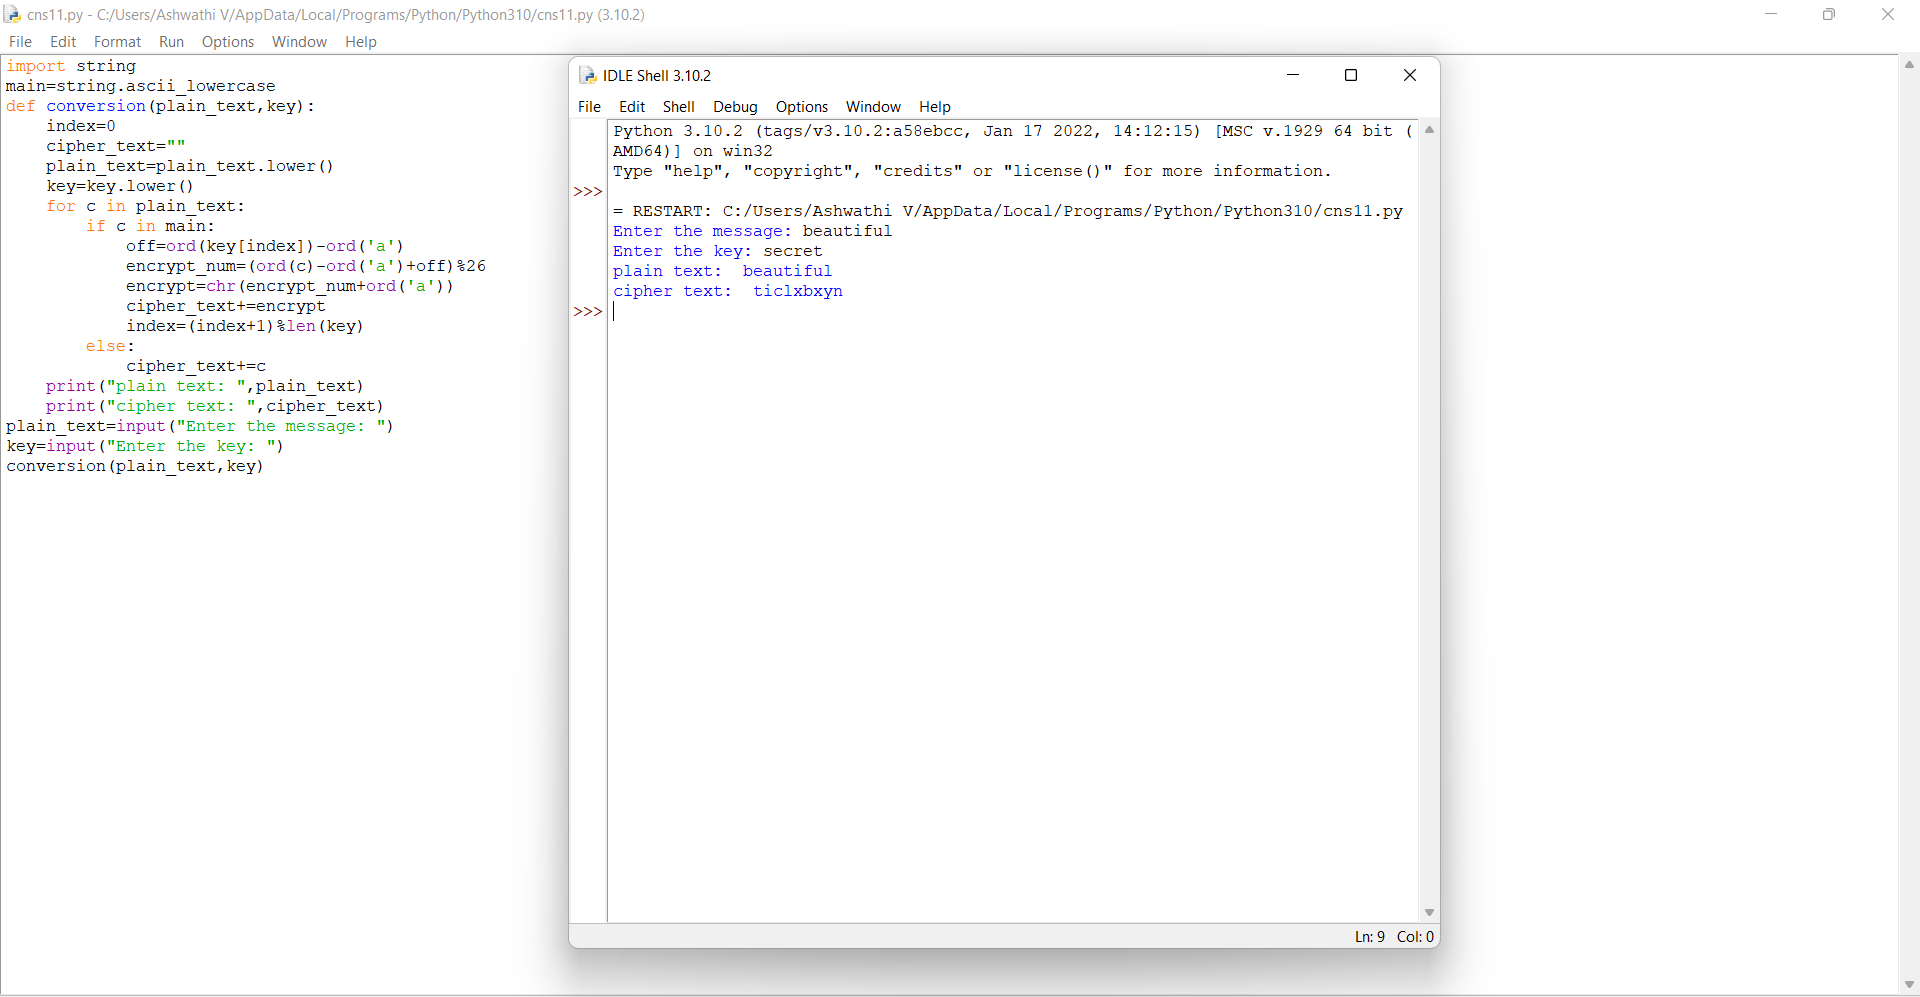 cns11.py - C:/Users/Ashwathi V/AppData/Local/Programs/Python/Python310/cns11.py (3.10.2)
File Edit Format Run Options Window Help
import string
main=string.ascii_lowercase
def conversion(plain_text,key):
    index=0
    cipher_text=""
    plain_text=plain_text.lower()
    key=key.lower()
    for c in plain_text:
        if c in main:
            off=ord(key[index])-ord('a')
            encrypt_num=(ord(c)-ord('a')+off)%26
            encrypt=chr(encrypt_num+ord('a'))
            cipher_text+=encrypt
            index=(index+1)%len(key)
        else:
            cipher_text+=c
    print("plain text: ",plain_text)
    print("cipher text: ",cipher_text)
plain_text=input("Enter the message: ")
key=input("Enter the key: ")
conversion(plain_text,key)
IDLE Shell 3.10.2
File Edit Shell Debug Options Window Help
Python 3.10.2 (tags/v3.10.2:a58ebcc, Jan 17 2022, 14:12:15) [MSC v.1929 64 bit (
AMD64)] on win32
Type "help", "copyright", "credits" or "license()" for more information.
>>>
= RESTART: C:/Users/Ashwathi V/AppData/Local/Programs/Python/Python310/cns11.py
Enter the message: beautiful
Enter the key: secret
plain text:  beautiful
cipher text:  ticlxbxyn
>>>
Ln: 9 Col: 0